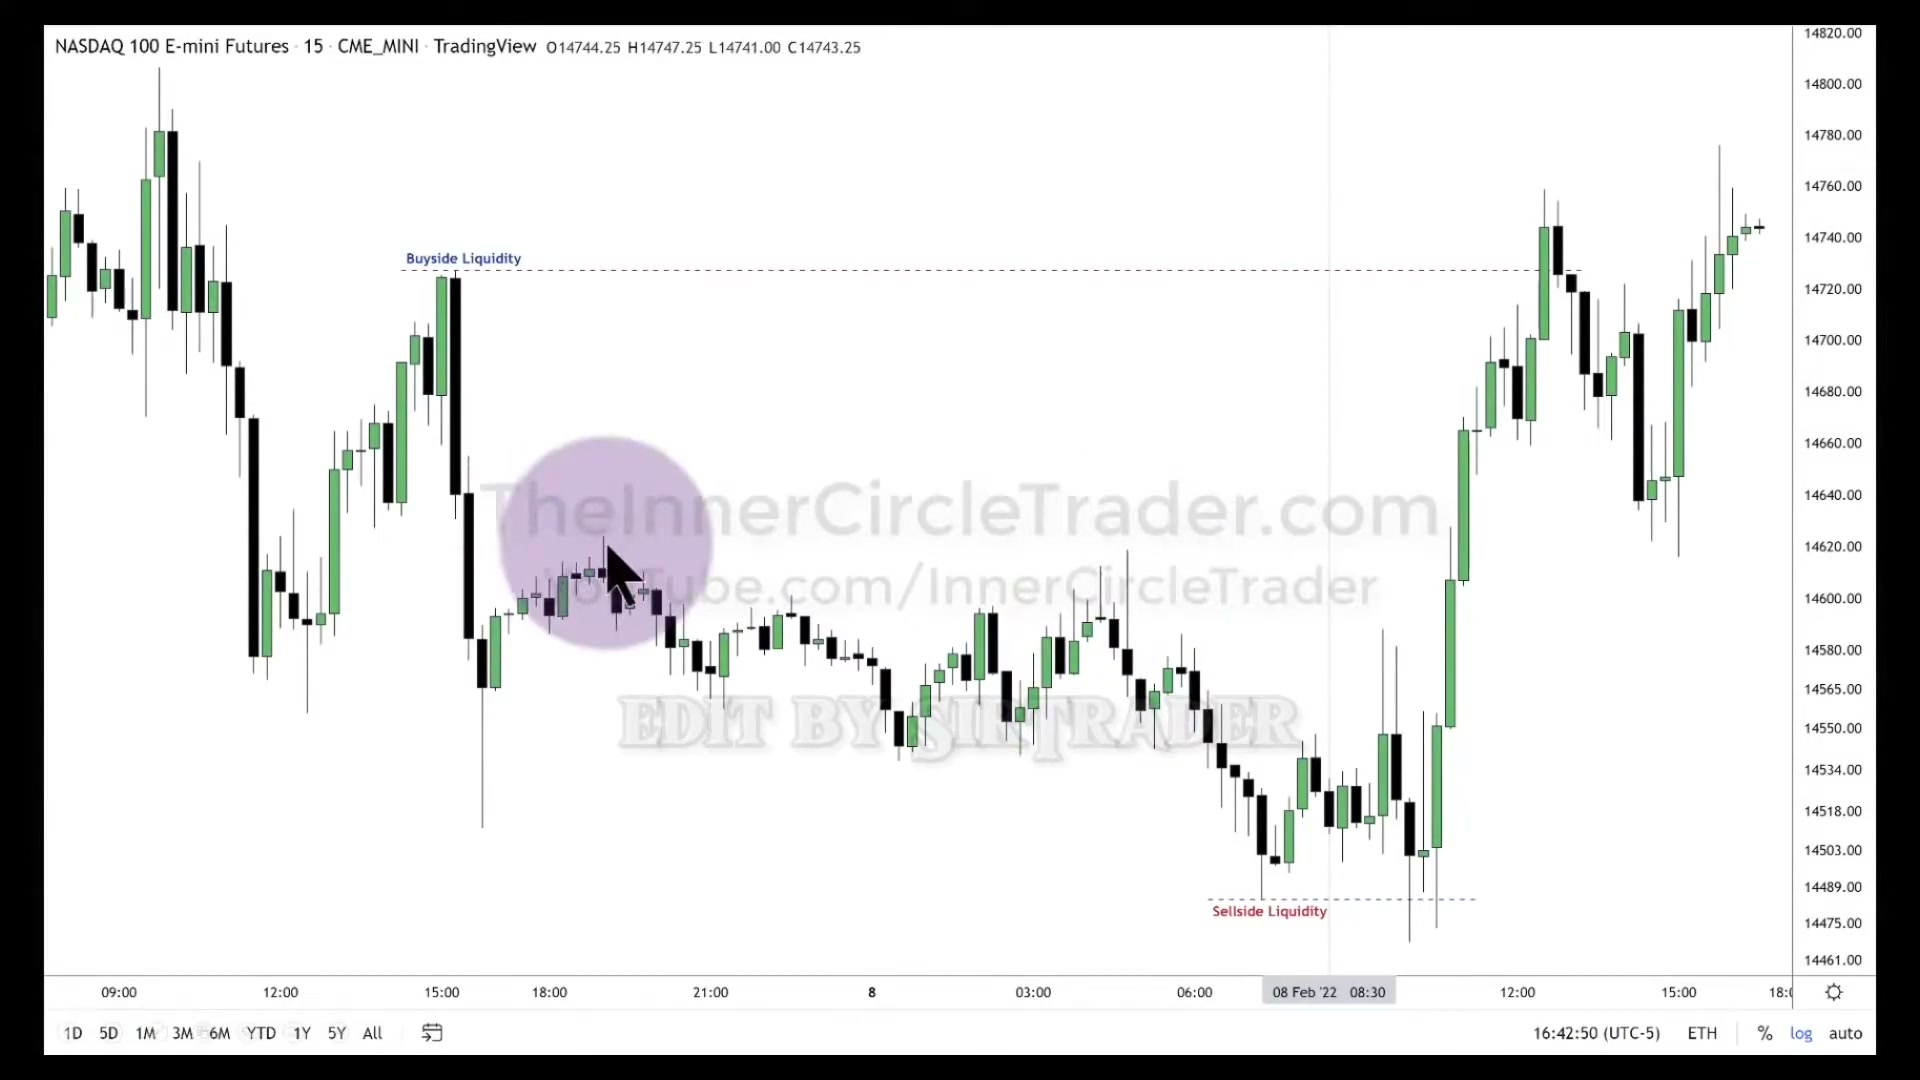 NASDAQ 100 E-mini Futures · 15 · CME_MINI · TradingView O14744.25 H14747.25 L14741.00 C14743.25
14820.00
14800.00
14780.00
14760.00
14740.00
14720.00
14700.00
14680.00
14660.00
14640.00
14620.00
14600.00
14580.00
14565.00
14550.00
14534.00
14518.00
14503.00
14489.00
14475.00
14461.00
Buyside Liquidity
TheInnerCircleTrader.com
YouTube.com/InnerCircleTrader
EDIT BY SIKTRADER
Sellside Liquidity
09:00 12:00 15:00 18:00 21:00 8 03:00 06:00 08 Feb '22 08:30 12:00 15:00 18:0
1D 5D 1M 3M 6M YTD 1Y 5Y All 16:42:50 (UTC-5) ETH % log auto